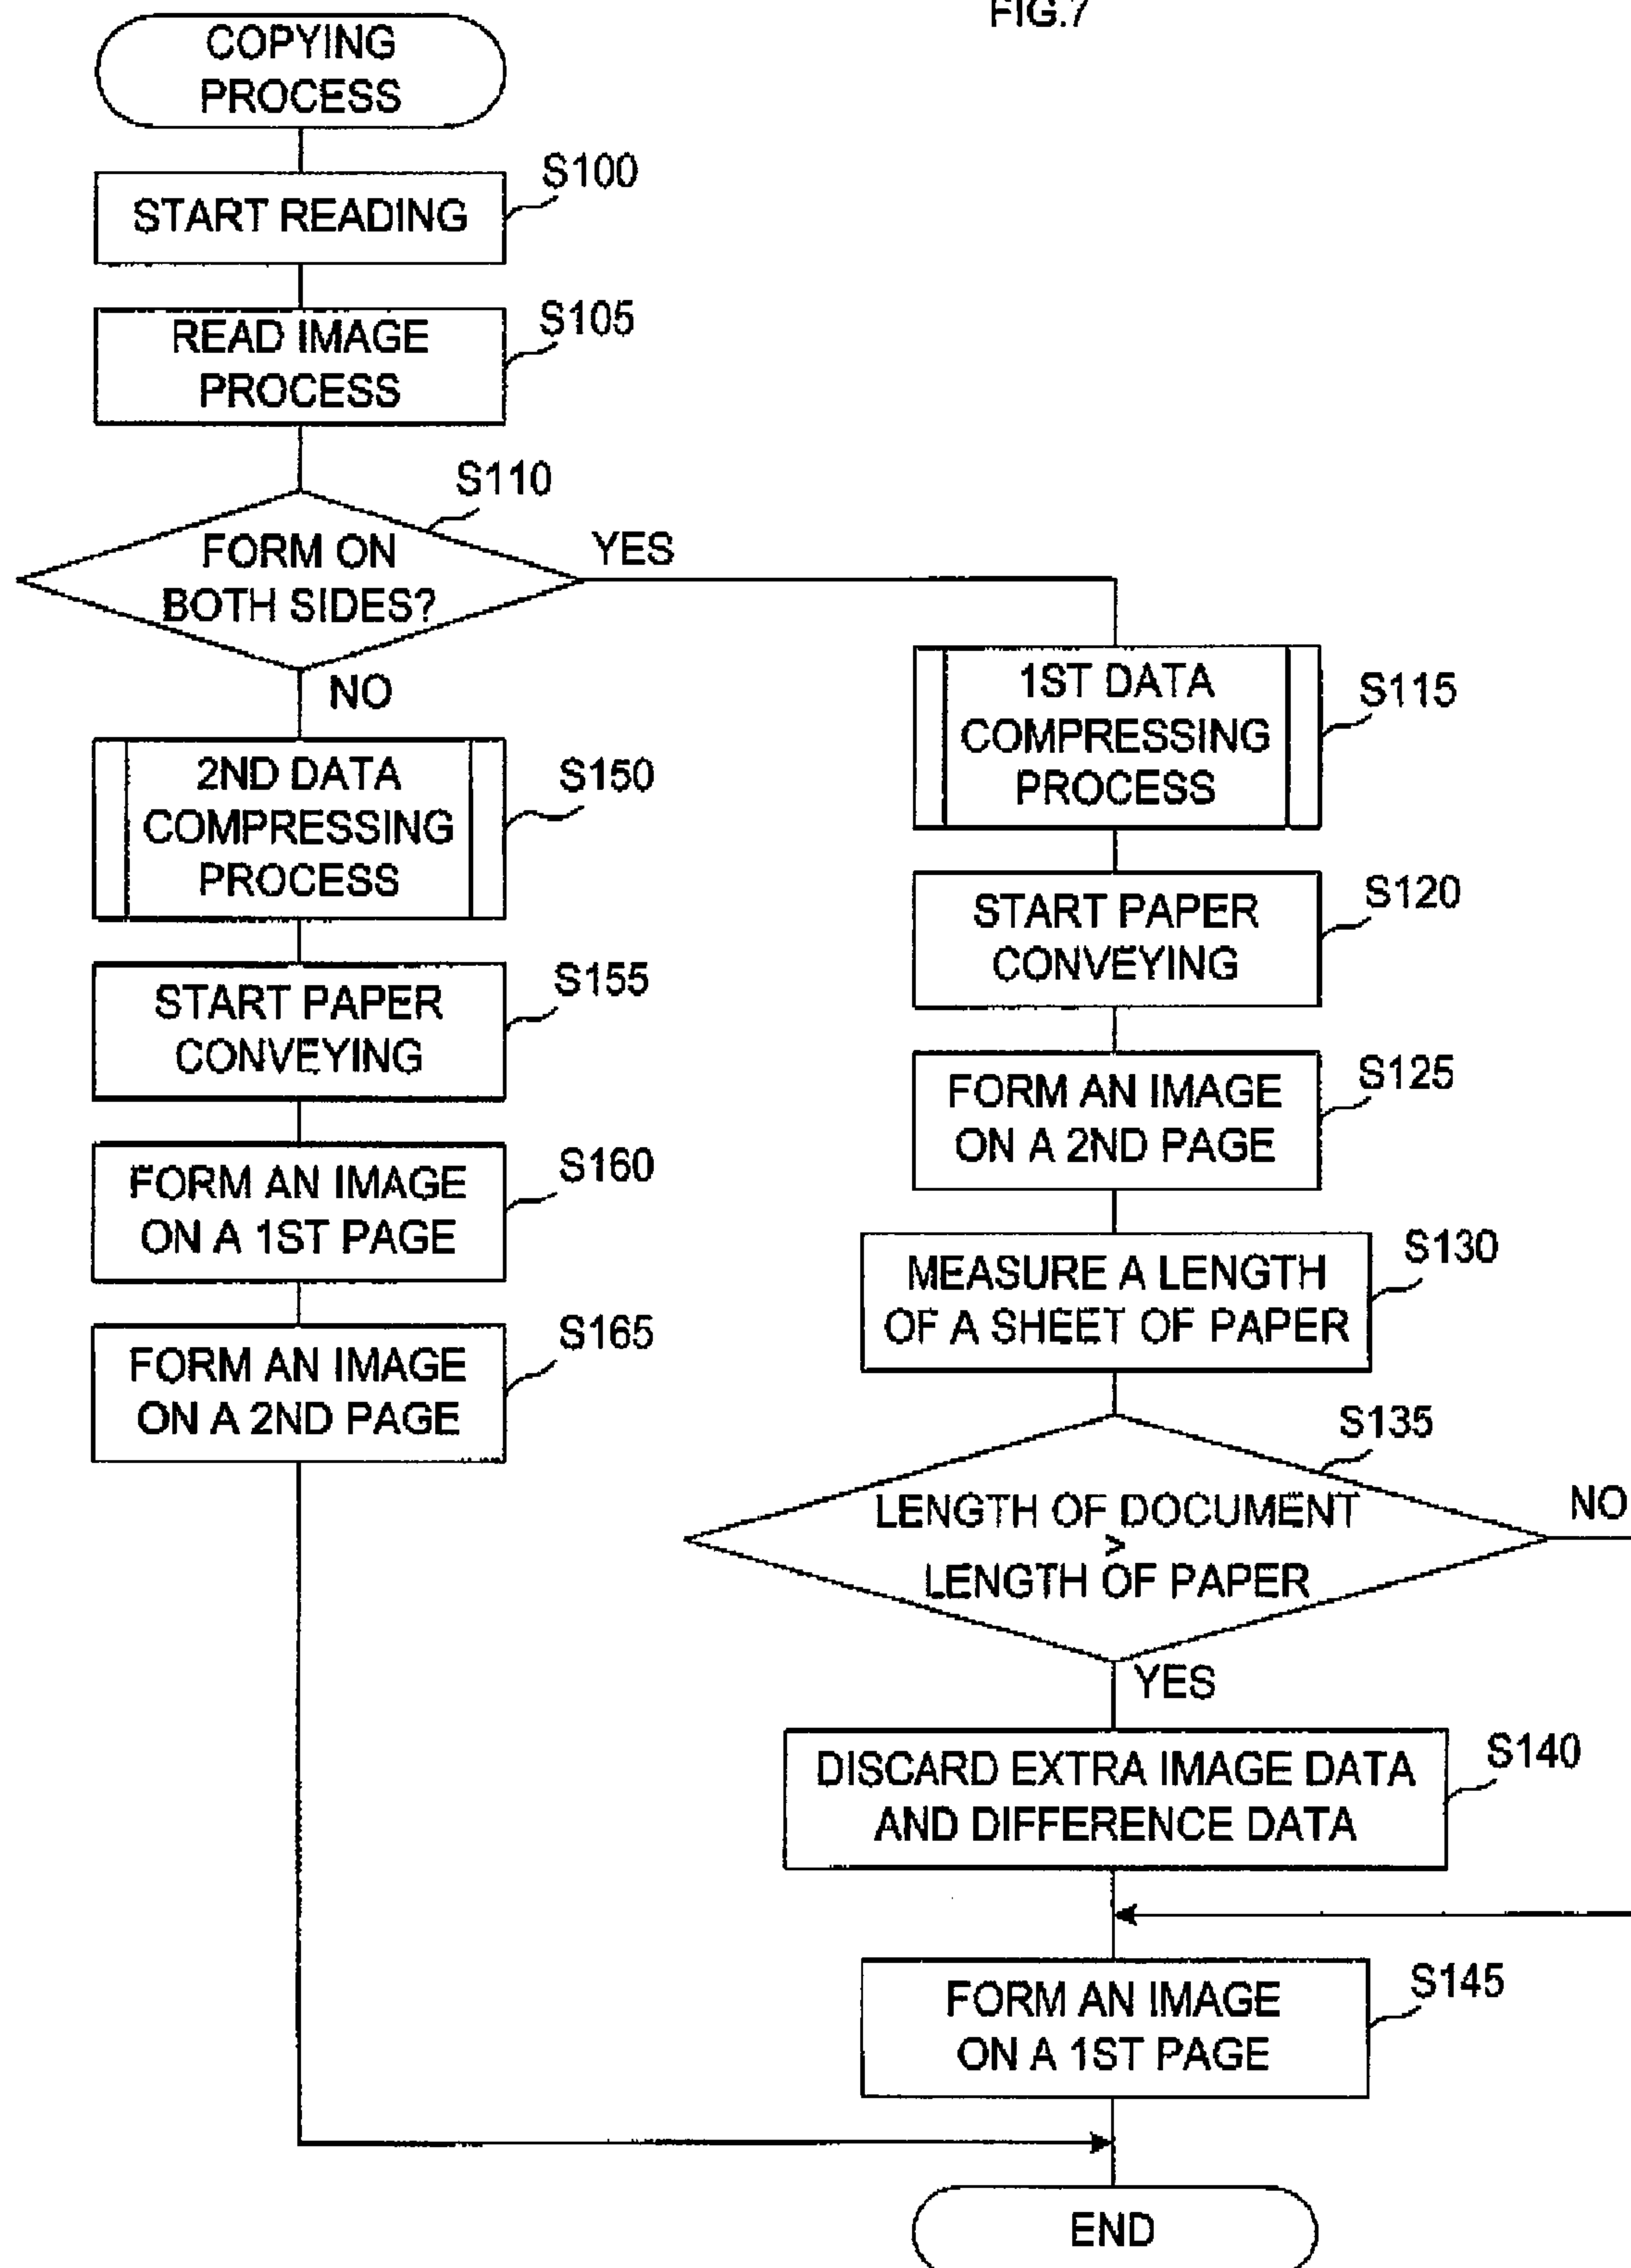 FIG.7
COPYING
PROCESS
S100
START READING
S105
READ IMAGE
PROCESS
S110
FORM ON
BOTH SIDES?
YES
NO
2ND DATA
COMPRESSING
PROCESS
S150
START PAPER
CONVEYING
S155
FORM AN IMAGE
ON A 1ST PAGE
S160
FORM AN IMAGE
ON A 2ND PAGE
S165
1ST DATA
COMPRESSING
PROCESS
S115
START PAPER
CONVEYING
S120
FORM AN IMAGE
ON A 2ND PAGE
S125
MEASURE A LENGTH
OF A SHEET OF PAPER
S130
S135
LENGTH OF DOCUMENT
>
LENGTH OF PAPER
NO
YES
DISCARD EXTRA IMAGE DATA
AND DIFFERENCE DATA
S140
FORM AN IMAGE
ON A 1ST PAGE
S145
END